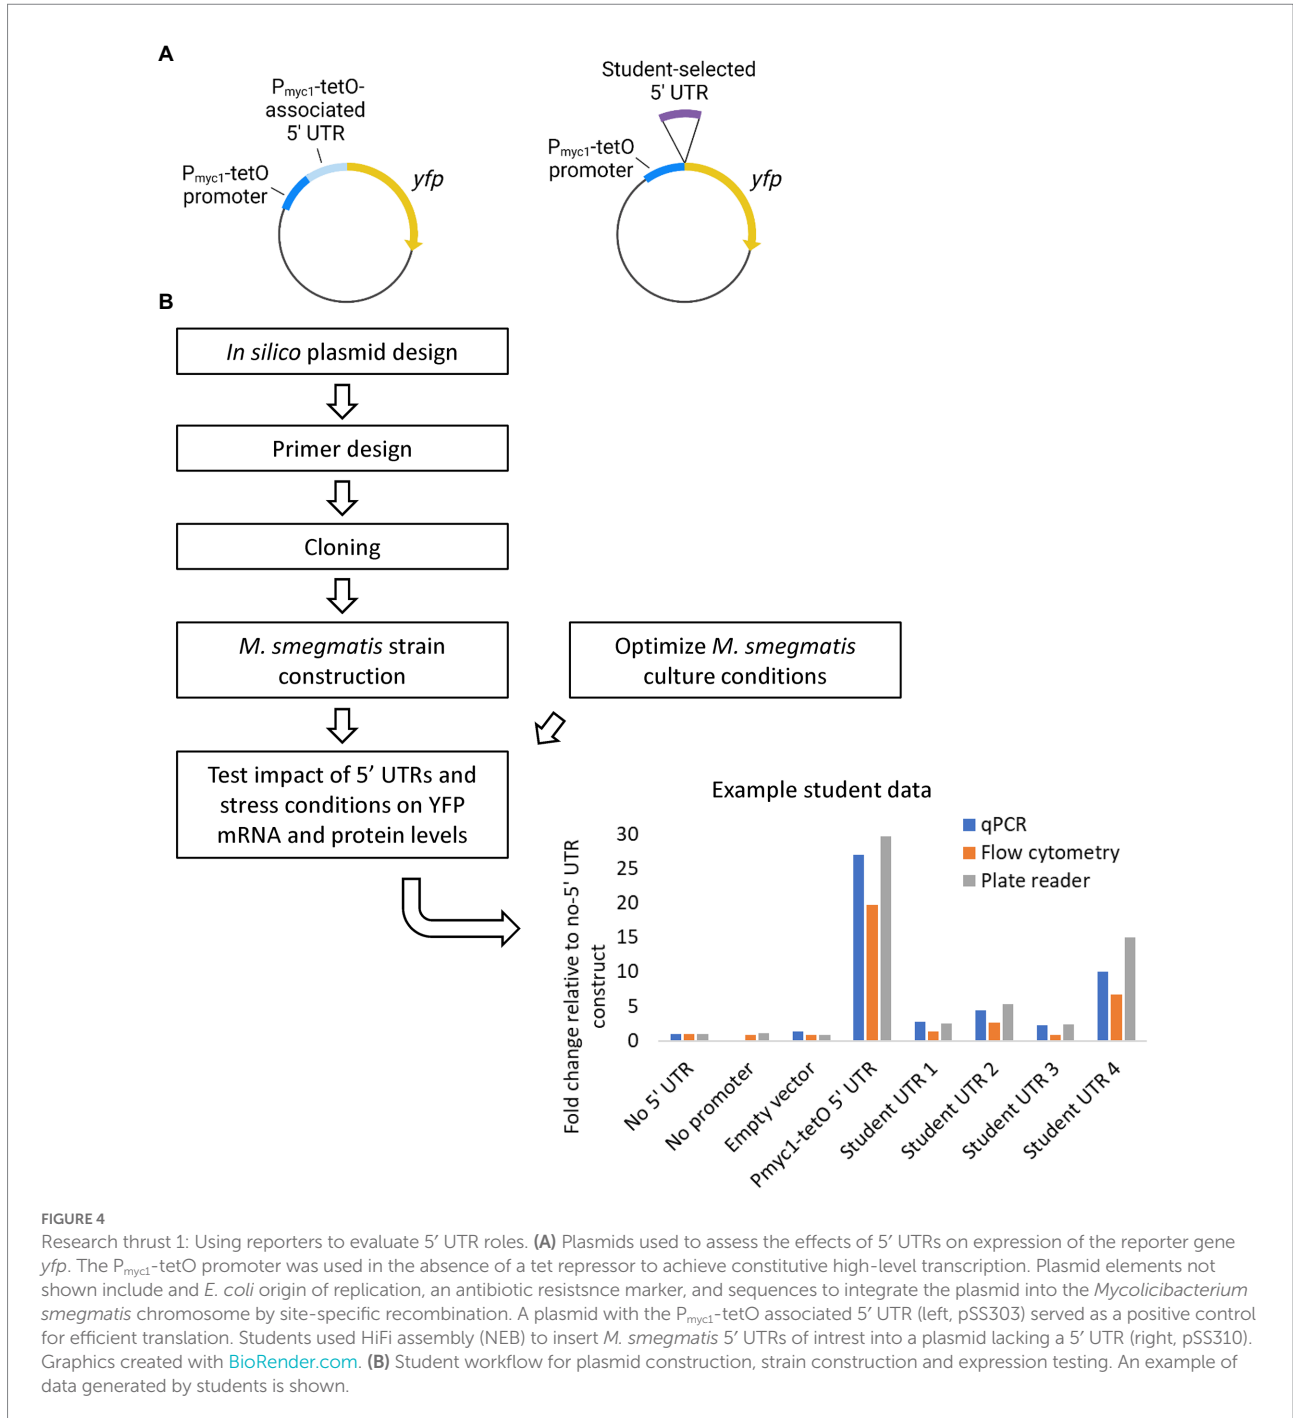 A
Pmyc1-tetO-
associated
5' UTR
Pmyc1-tetO
promoter
yfp
Student-selected
5' UTR
Pmyc1-tetO
promoter
yfp
B
In silico plasmid design
Primer design
Cloning
M. smegmatis strain
construction
Optimize M. smegmatis
culture conditions
Test impact of 5′ UTRs and
stress conditions on YFP
mRNA and protein levels
Example student data
qPCR
Flow cytometry
Plate reader
Fold change relative to no-5' UTR
construct
30
25
20
15
10
5
0
No 5' UTR
No promoter
Empty vector
Pmyc1-tetO 5' UTR
Student UTR 1
Student UTR 2
Student UTR 3
Student UTR 4
FIGURE 4
Research thrust 1: Using reporters to evaluate 5′ UTR roles. (A) Plasmids used to assess the effects of 5′ UTRs on expression of the reporter gene
yfp. The Pmyc1-tetO promoter was used in the absence of a tet repressor to achieve constitutive high-level transcription. Plasmid elements not
shown include and E. coli origin of replication, an antibiotic resistsnce marker, and sequences to integrate the plasmid into the Mycolicibacterium
smegmatis chromosome by site-specific recombination. A plasmid with the Pmyc1-tetO associated 5′ UTR (left, pSS303) served as a positive control
for efficient translation. Students used HiFi assembly (NEB) to insert M. smegmatis 5′ UTRs of intrest into a plasmid lacking a 5′ UTR (right, pSS310).
Graphics created with BioRender.com. (B) Student workflow for plasmid construction, strain construction and expression testing. An example of
data generated by students is shown.